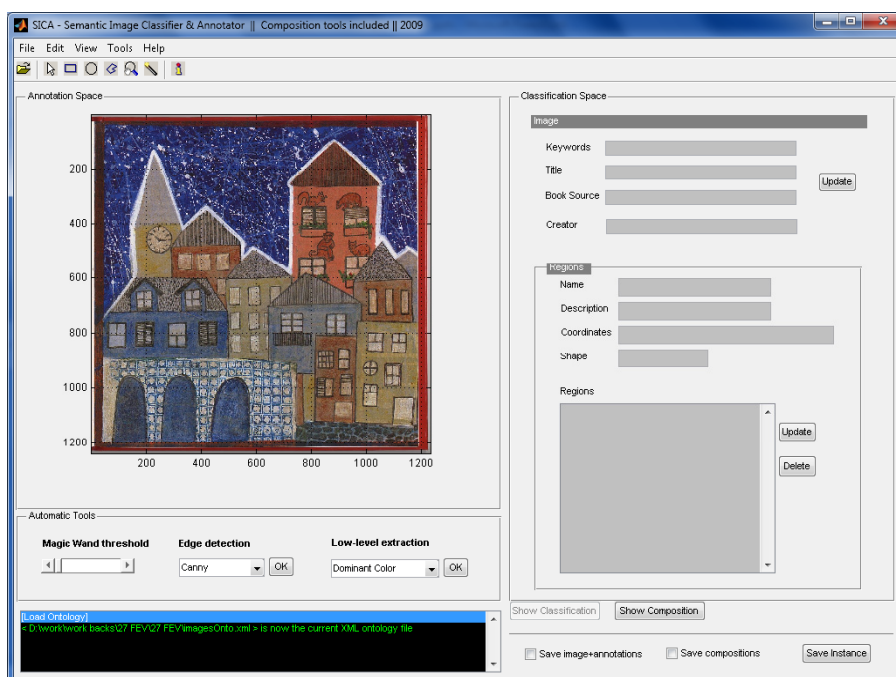 SICA - Semantic Image Classifier & Annotator || Composition tools included || 2009
File Edit View Tools Help
Annotation Space
200
400
600
800
1000
1200
200 400 600 800 1000 1200
Automatic Tools
Magic Wand threshold Edge detection Low-level extraction
Canny OK Dominant Color OK
[Load Ontology]
< D:\work\work backs\27 FEV\27 FEV\imagesOnto.xml > is now the current XML ontology file
Classification Space
Image
Keywords
Title
Update
Book Source
Creator
Regions
Name
Description
Coordinates
Shape
Regions
Update
Delete
Show Classification Show Composition
Save image+annotations Save compositions Save Instance